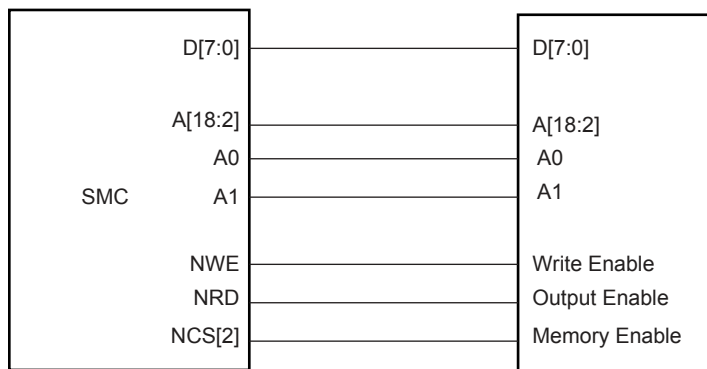 D[7:0] D[7:0]
A[18:2] A[18:2]
A0 A0
SMC A1 A1
NWE Write Enable
NRD Output Enable
NCS[2] Memory Enable